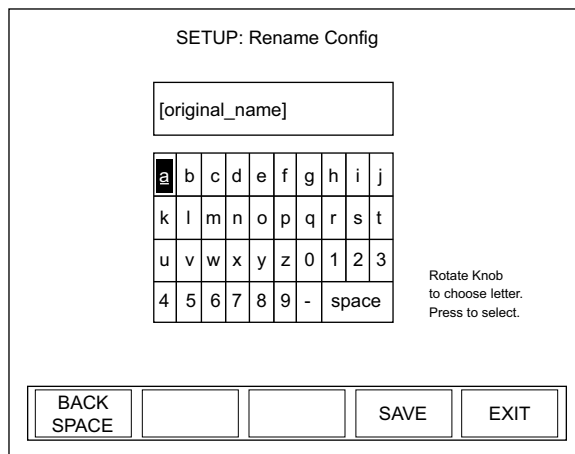 SETUP: Rename Config
[original_name]
a b c d e f g h i j
k l m n o p q r s t
u v w x y z 0 1 2 3
4 5 6 7 8 9 - space
Rotate Knob
to choose letter.
Press to select.
BACK
SPACE
SAVE
EXIT